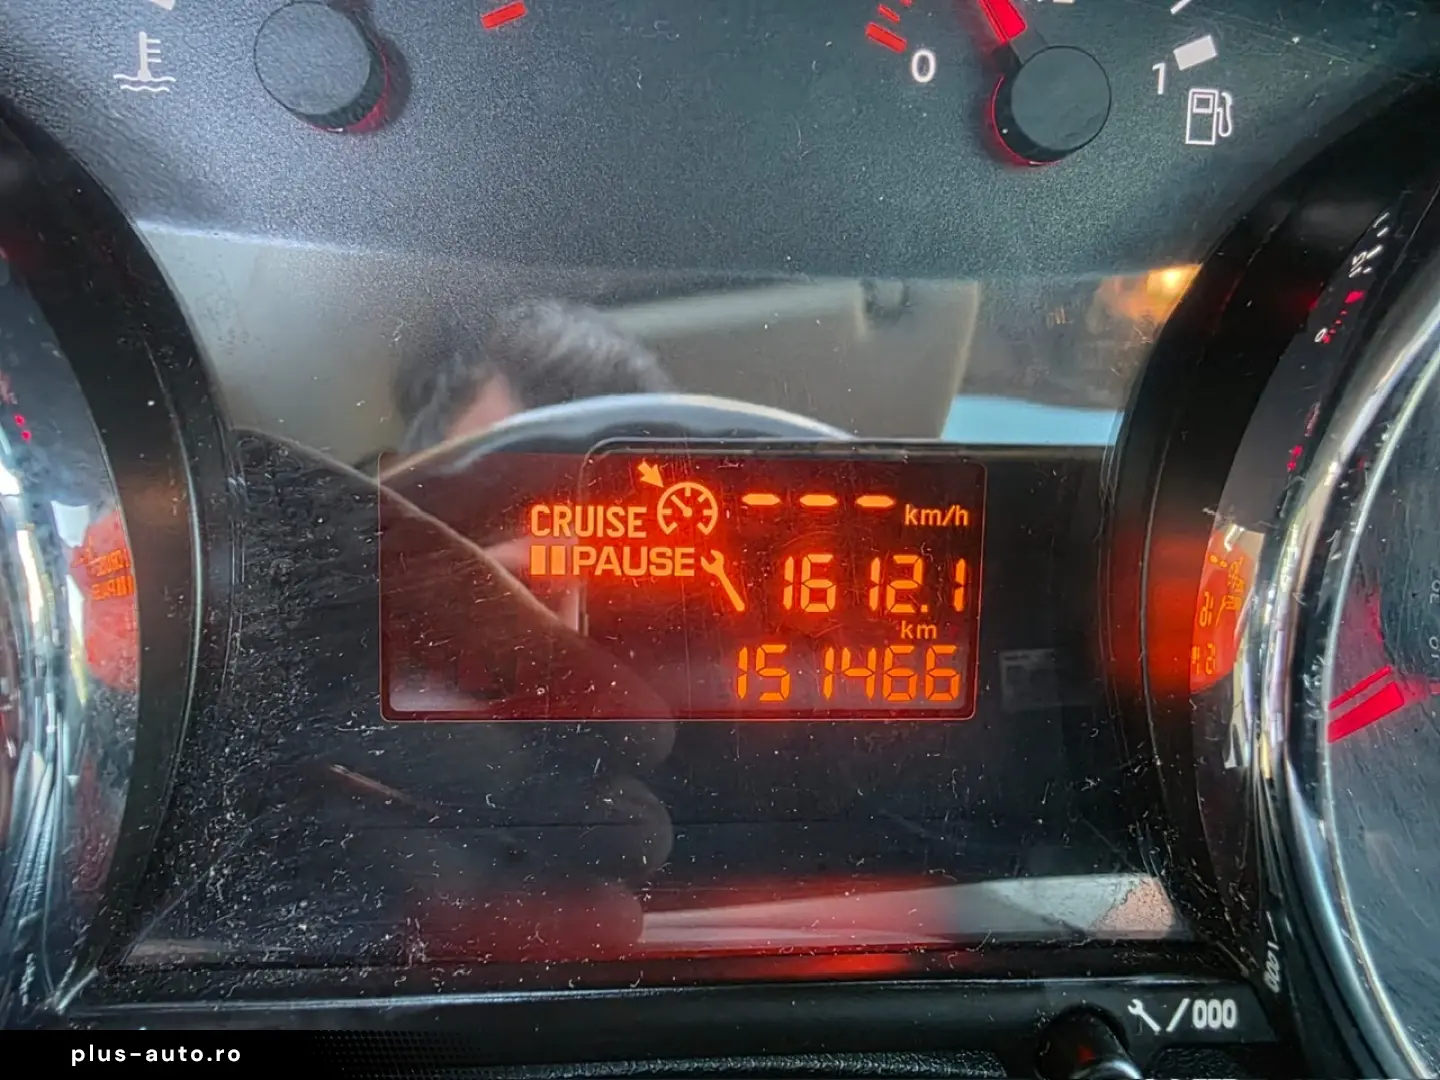 0
1
--- km/h
CRUISE
PAUSE
1612.1
km
151466
/000
plus-auto.ro